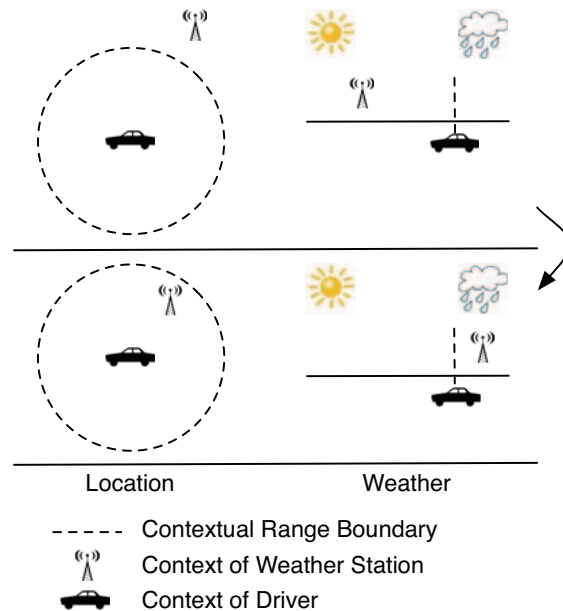 Location
Weather
Contextual Range Boundary
Context of Weather Station
Context of Driver